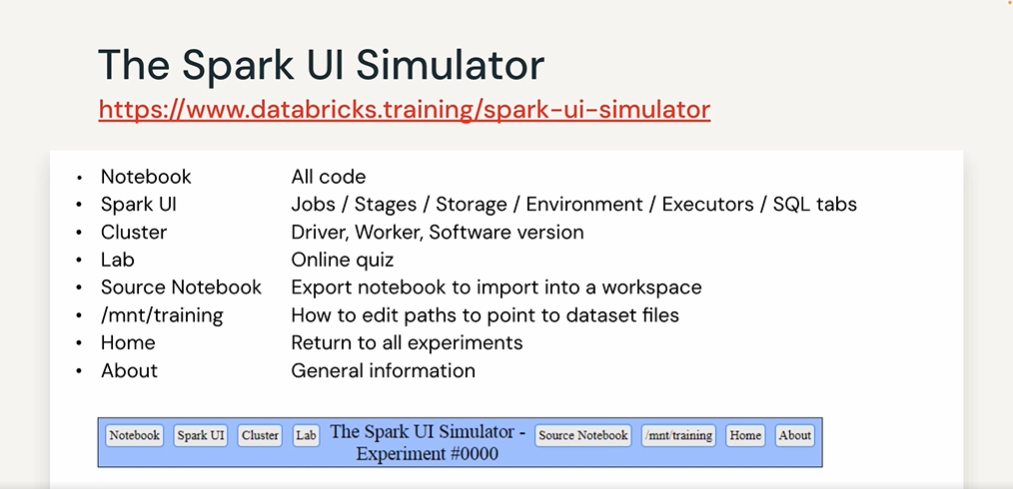 The Spark UI Simulator
https://www.databricks.training/spark-ui-simulator
• Notebook All code
• Spark UI Jobs / Stages / Storage / Environment / Executors / SQL tabs
• Cluster Driver, Worker, Software version
• Lab Online quiz
• Source Notebook Export notebook to import into a workspace
• /mnt/training How to edit paths to point to dataset files
• Home Return to all experiments
• About General information
Notebook Spark UI Cluster Lab The Spark UI Simulator - Source Notebook /mnt/training Home About
Experiment #0000